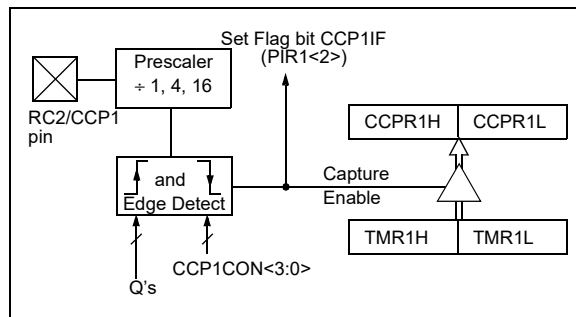 Set Flag bit CCP1IF
(PIR1<2>)
Prescaler
÷ 1, 4, 16
RC2/CCP1
pin
CCPR1H CCPR1L
and
Edge Detect
Capture
Enable
TMR1H TMR1L
CCP1CON<3:0>
Q's